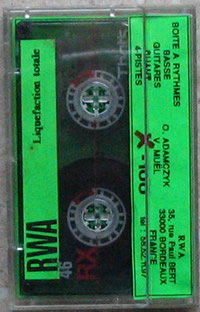 BOITE A RYTHMES
BASSE
GUITARES
CHANT
4-PISTES
O. ADAMCZYK
V. MUEL
RWA
35, rue Paul BERT
33000 BORDEAUX
FRANCE
Liquefaction totale
RWA
46
RX